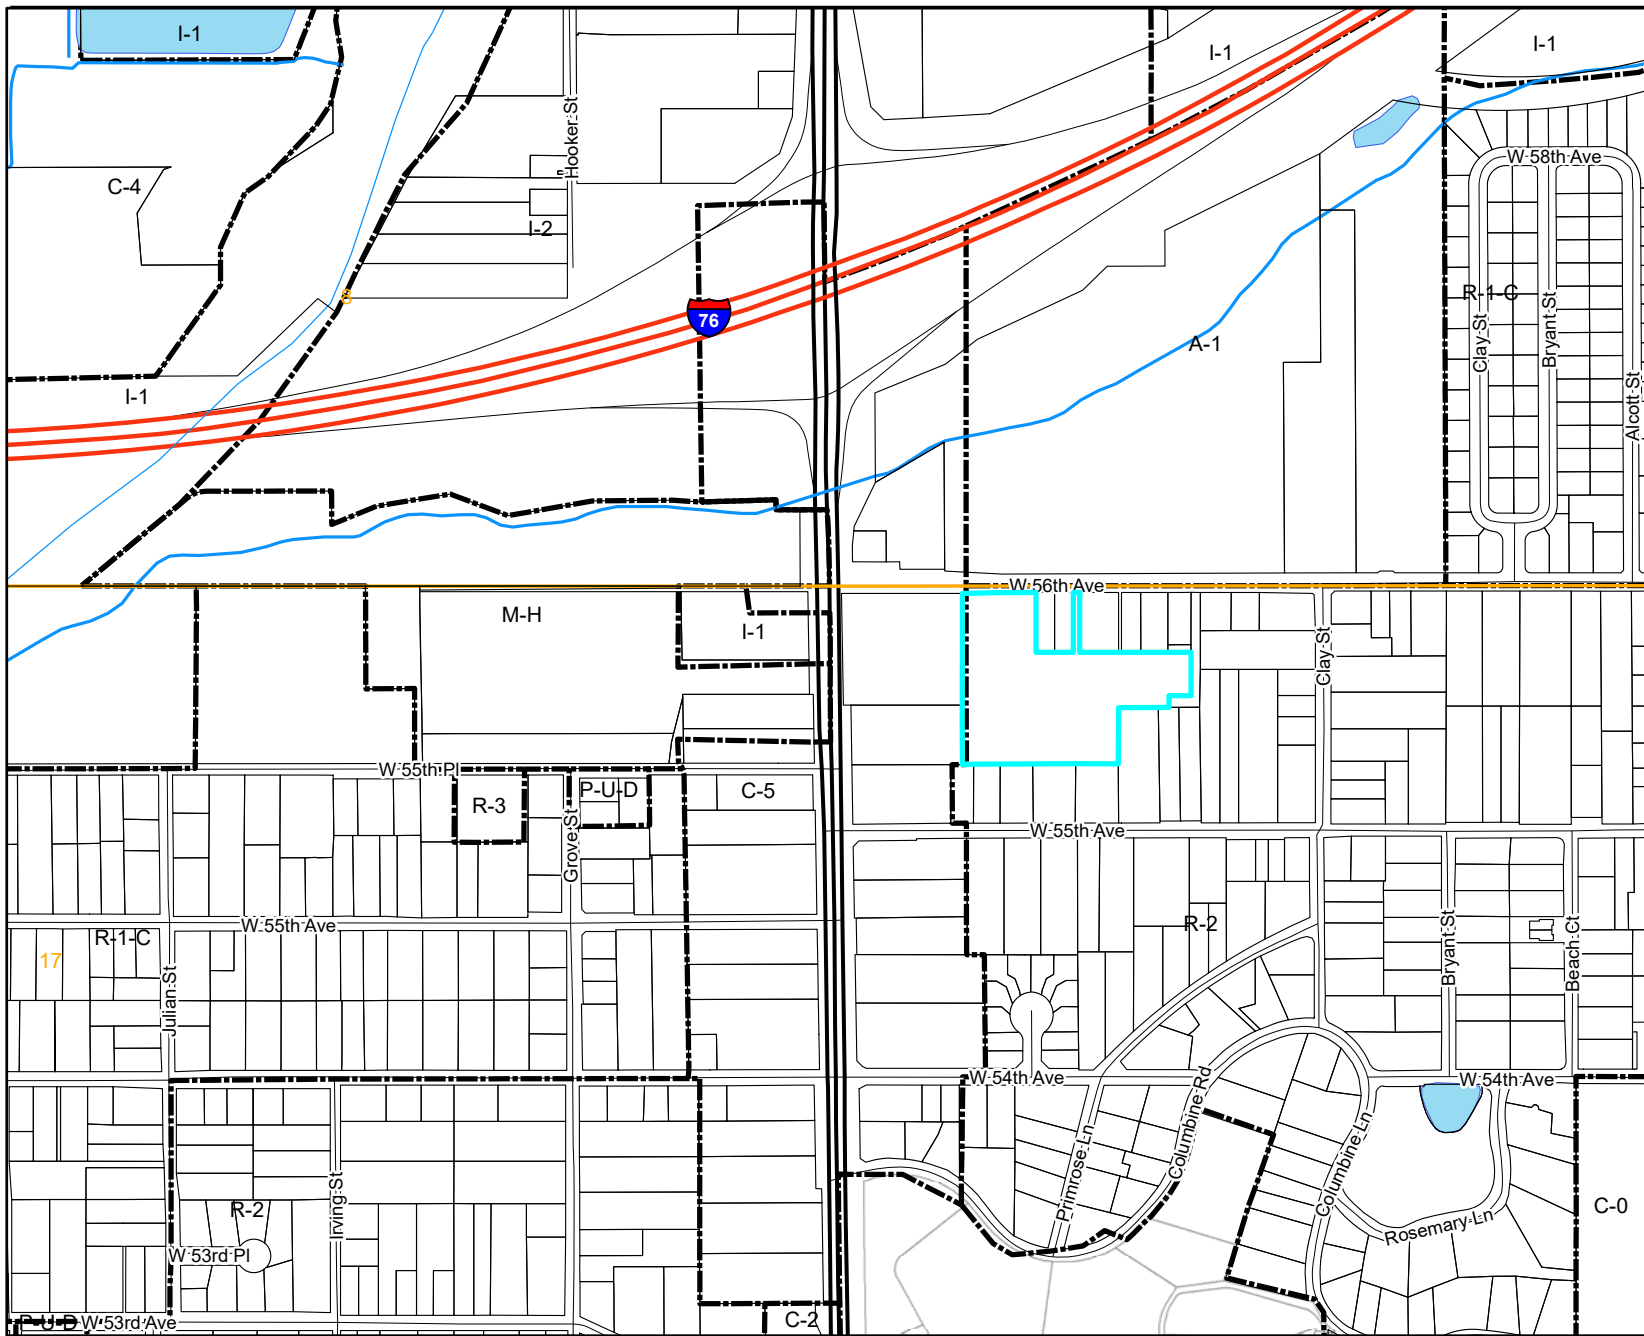 I-1
I-1
I-1
Hooker St
W 58th Ave
C-4
I-2
8
76
R-1-C
Clay St
Bryant St
Alcott St
A-1
I-1
W 56th Ave
M-H
I-1
Clay St
W 55th Pl
R-3
P-U-D
C-5
Grove St
W 55th Ave
W 55th Ave
R-1-C
R-2
17
Julian St
Bryant St
Beach Ct
W 54th Ave
W 54th Ave
Primrose Ln
Columbine Rd
Columbine Ln
Irving St
R-2
C-0
Rosemary Ln
W 53rd Pl
P-U-D
W 53rd Ave
C-2